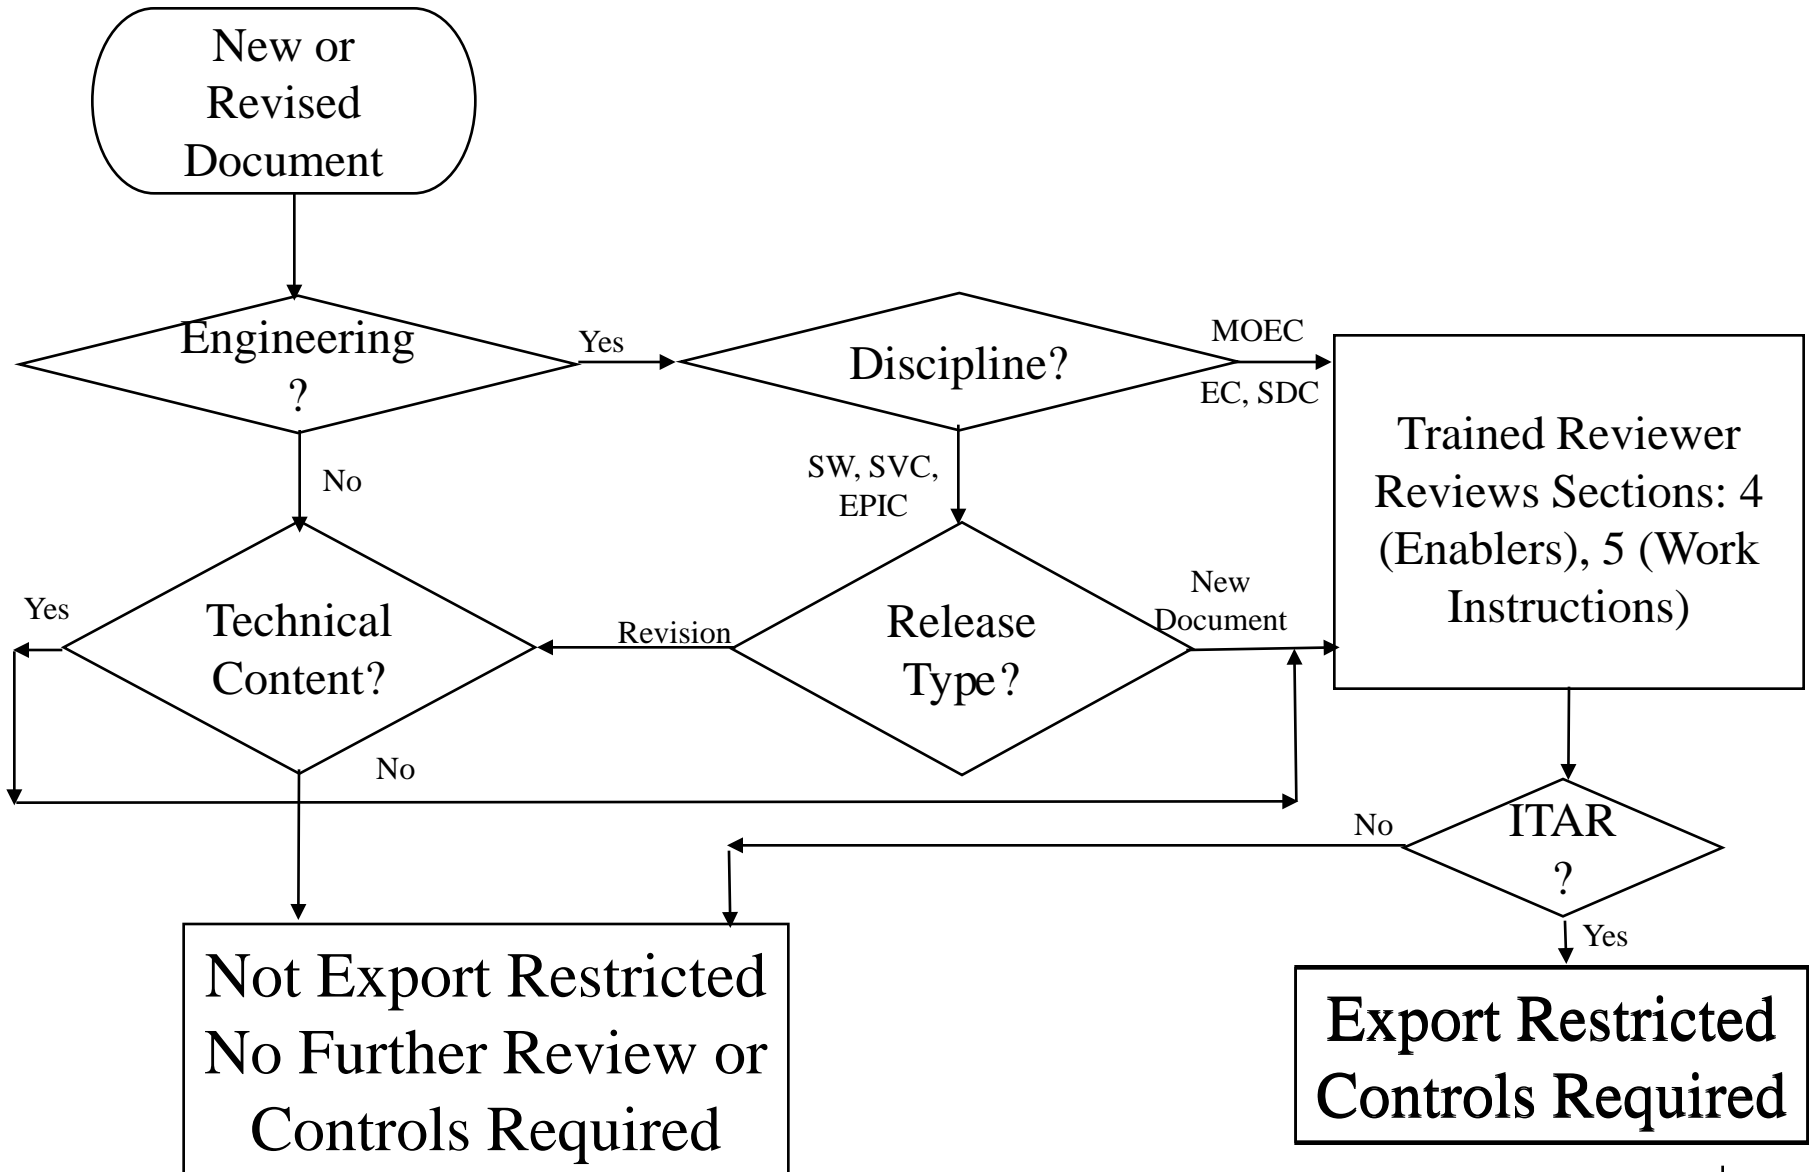 New or
Revised
Document
Engineering
?
Yes
Discipline?
MOEC
EC, SDC
Trained Reviewer
Reviews Sections: 4
(Enablers), 5 (Work
Instructions)
No
SW, SVC,
EPIC
Yes
Technical
Content?
Revision
Release
Type?
New
Document
No
No
ITAR
?
Yes
Not Export Restricted
No Further Review or
Controls Required
Export Restricted
Controls Required